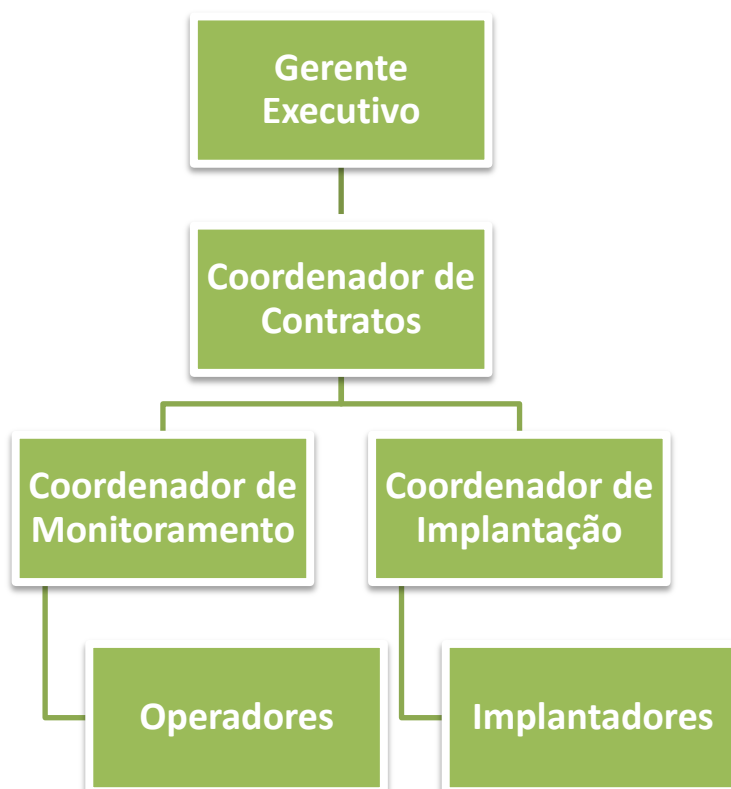 Gerente
Executivo
Coordenador de
Contratos
Coordenador de
Monitoramento
Coordenador de
Implantação
Operadores
Implantadores